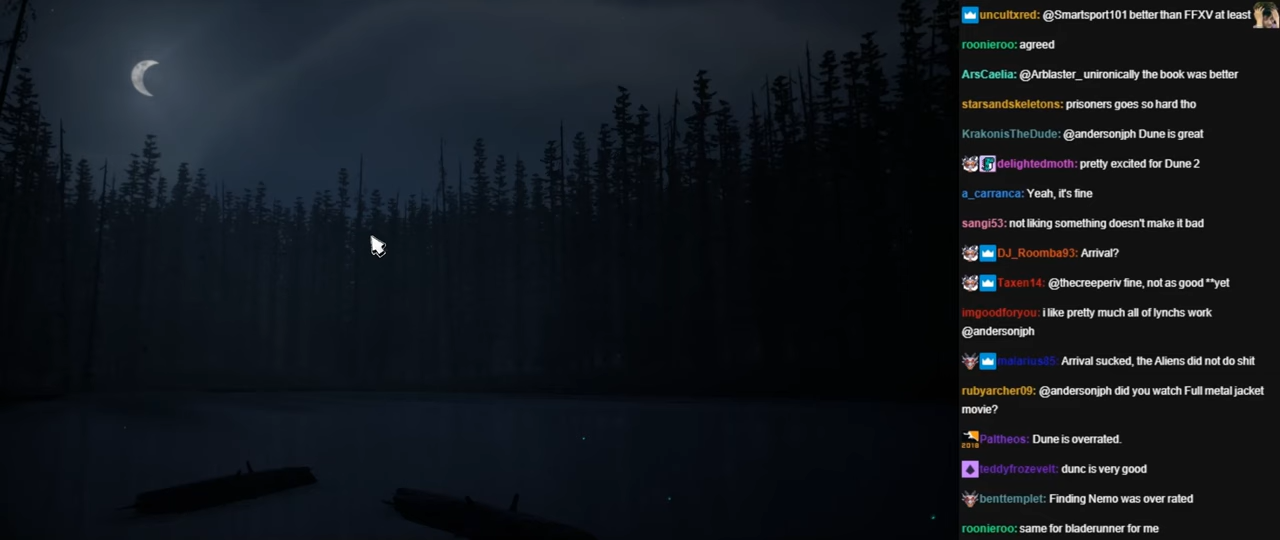 uncultxred: @Smartsport101 better than FFXV at least
roonieroo: agreed
ArsCaelia: @Arblaster_ unironically the book was better
starsandskeletons: prisoners goes so hard tho
KrakonisTheDude: @andersonjph Dune is great
delightedmoth: pretty excited for Dune 2
a_carranca: Yeah, it's fine
sangi53: not liking something doesn't make it bad
DJ_Roomba93: Arrival?
Taxen14: @thecreeperiv fine, not as good **yet
imgoodforyou: i like pretty much all of lynchs work
@andersonjph
malarius85: Arrival sucked, the Aliens did not do shit
rubyarcher09: @andersonjph did you watch Full metal jacket
movie?
2018 Paltheos: Dune is overrated.
teddyfrozevelt: dunc is very good
benttemplet: Finding Nemo was over rated
roonieroo: same for bladerunner for me